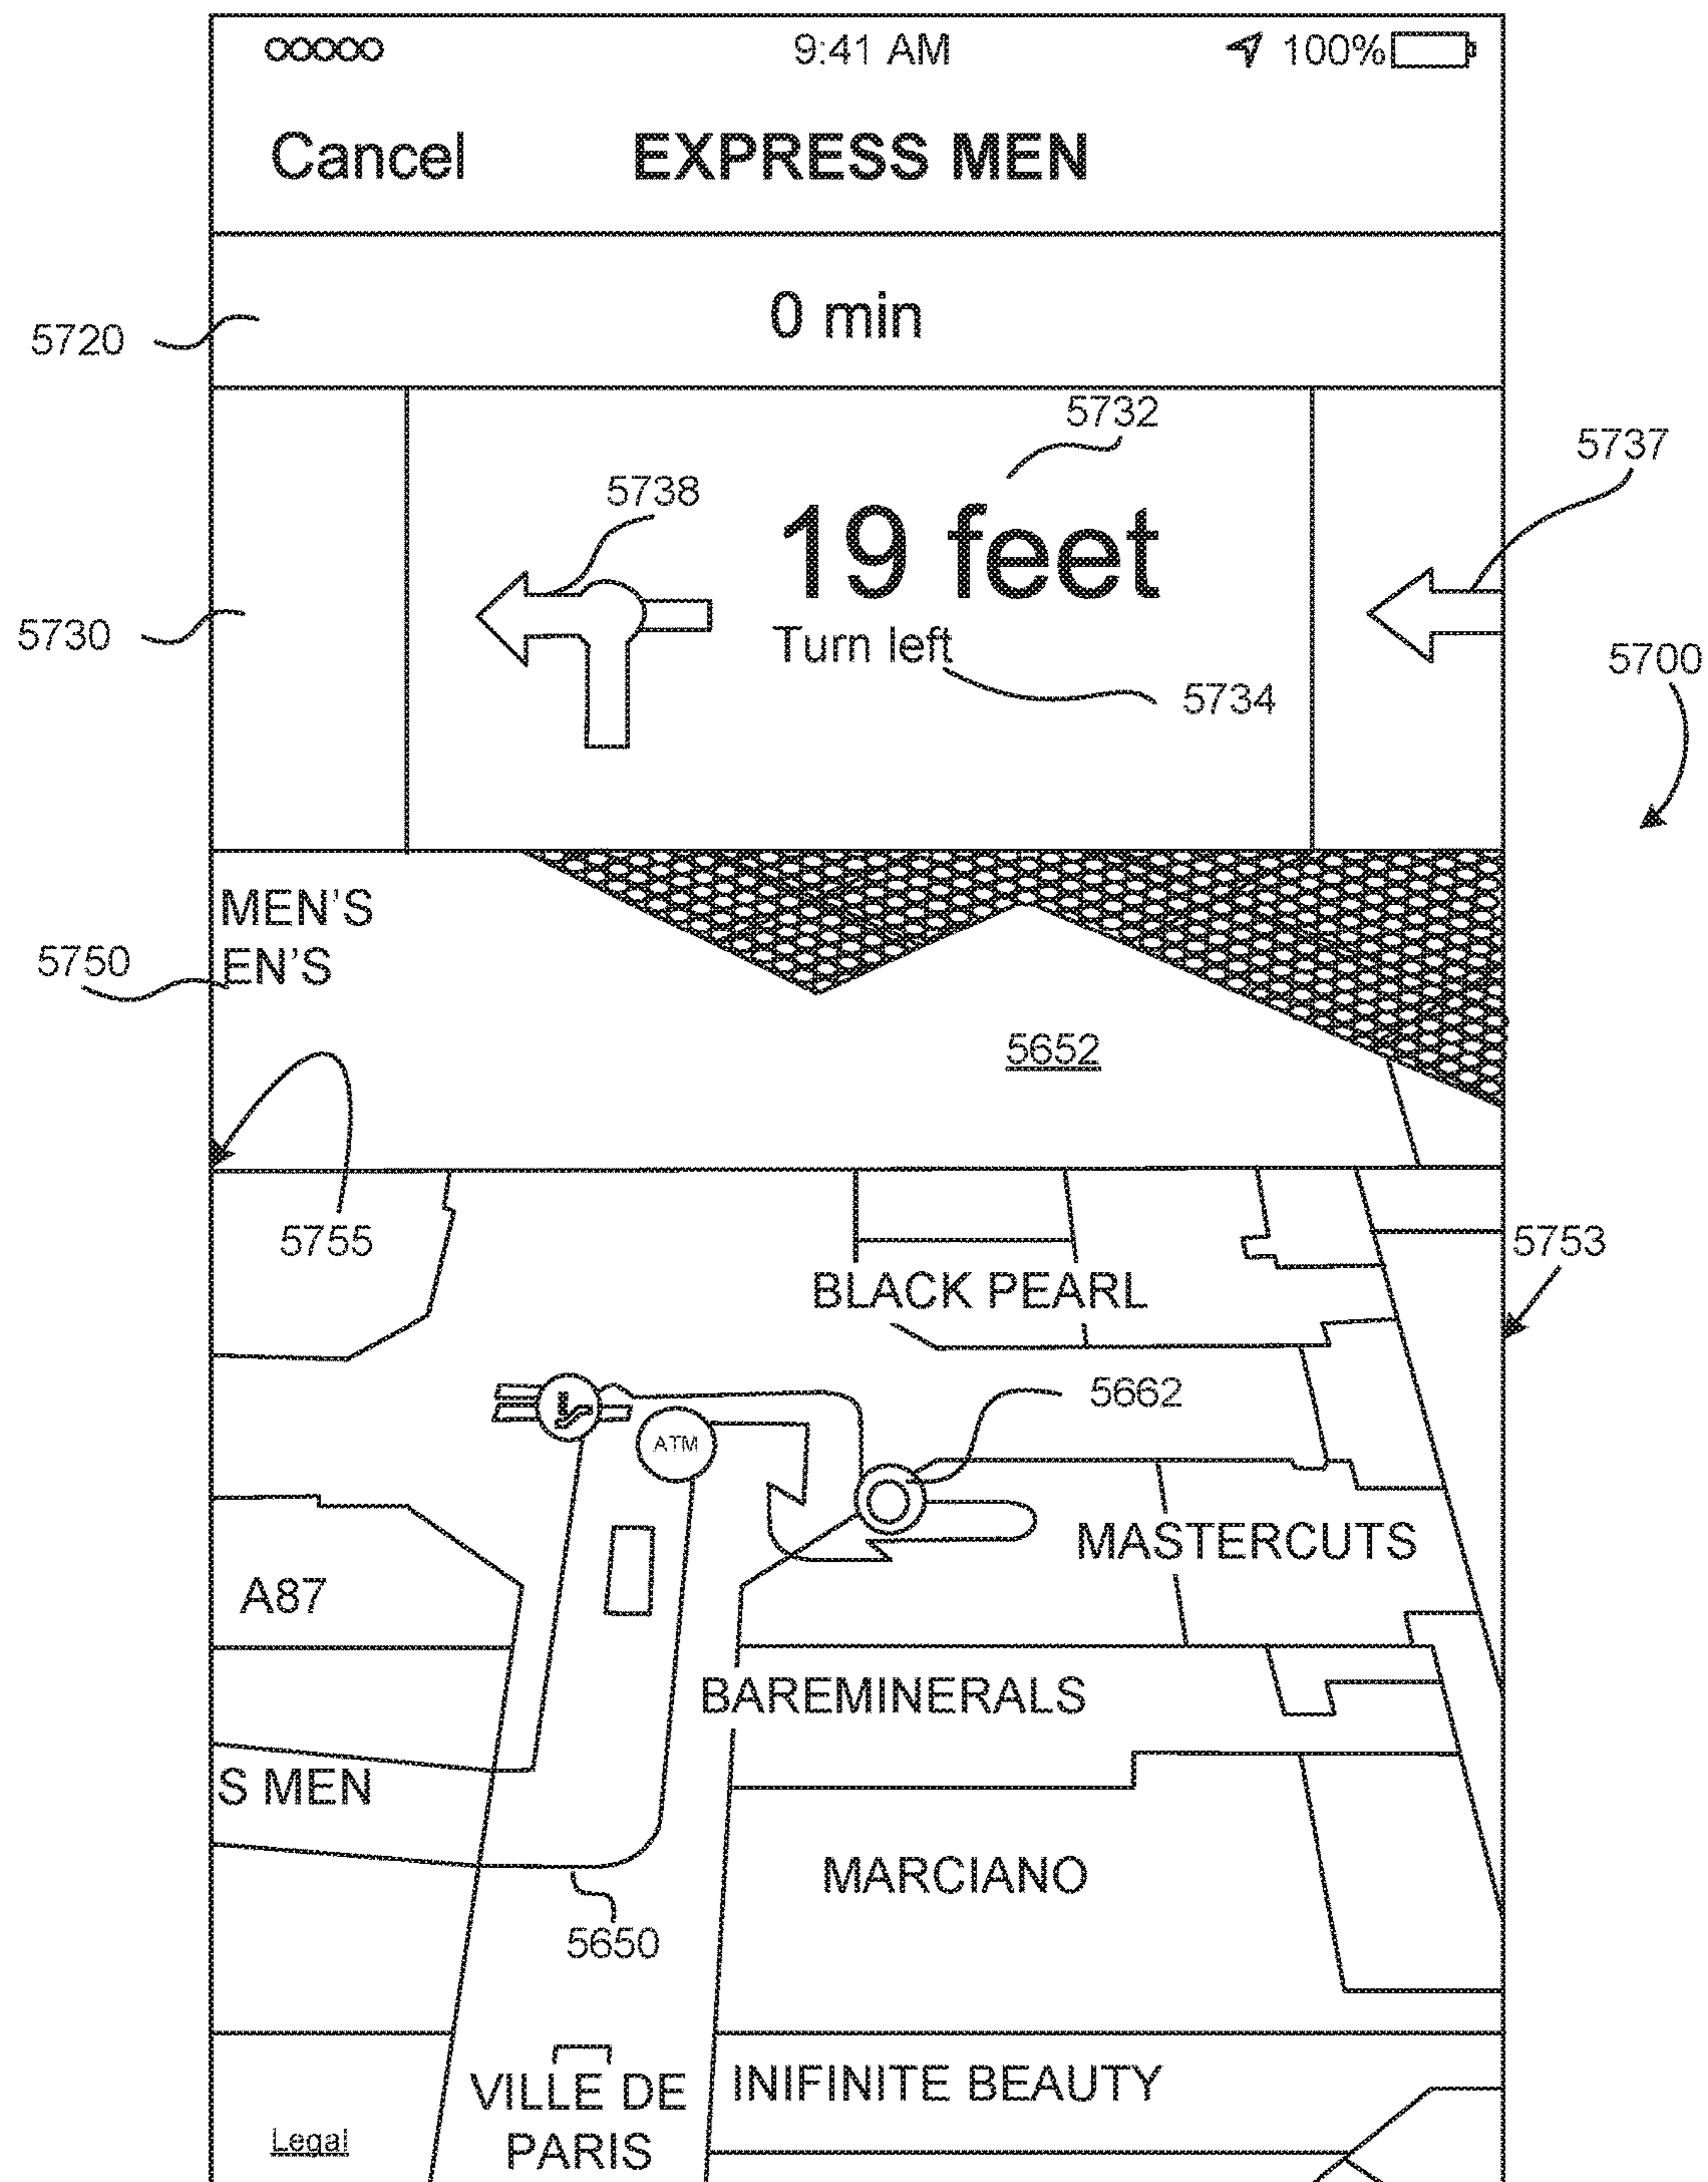 9:41 AM 100%
Cancel EXPRESS MEN
0 min
5720
5732
5737
5738
19 feet
5730
Turn left
5700
5734
MEN'S
5750
EN'S
5652
5755
5753
BLACK PEARL
5662
ATM
MASTERCUTS
A87
BAREMINERALS
S MEN
MARCIANO
5650
VILLE DE
PARIS
INIFINITE BEAUTY
Legal